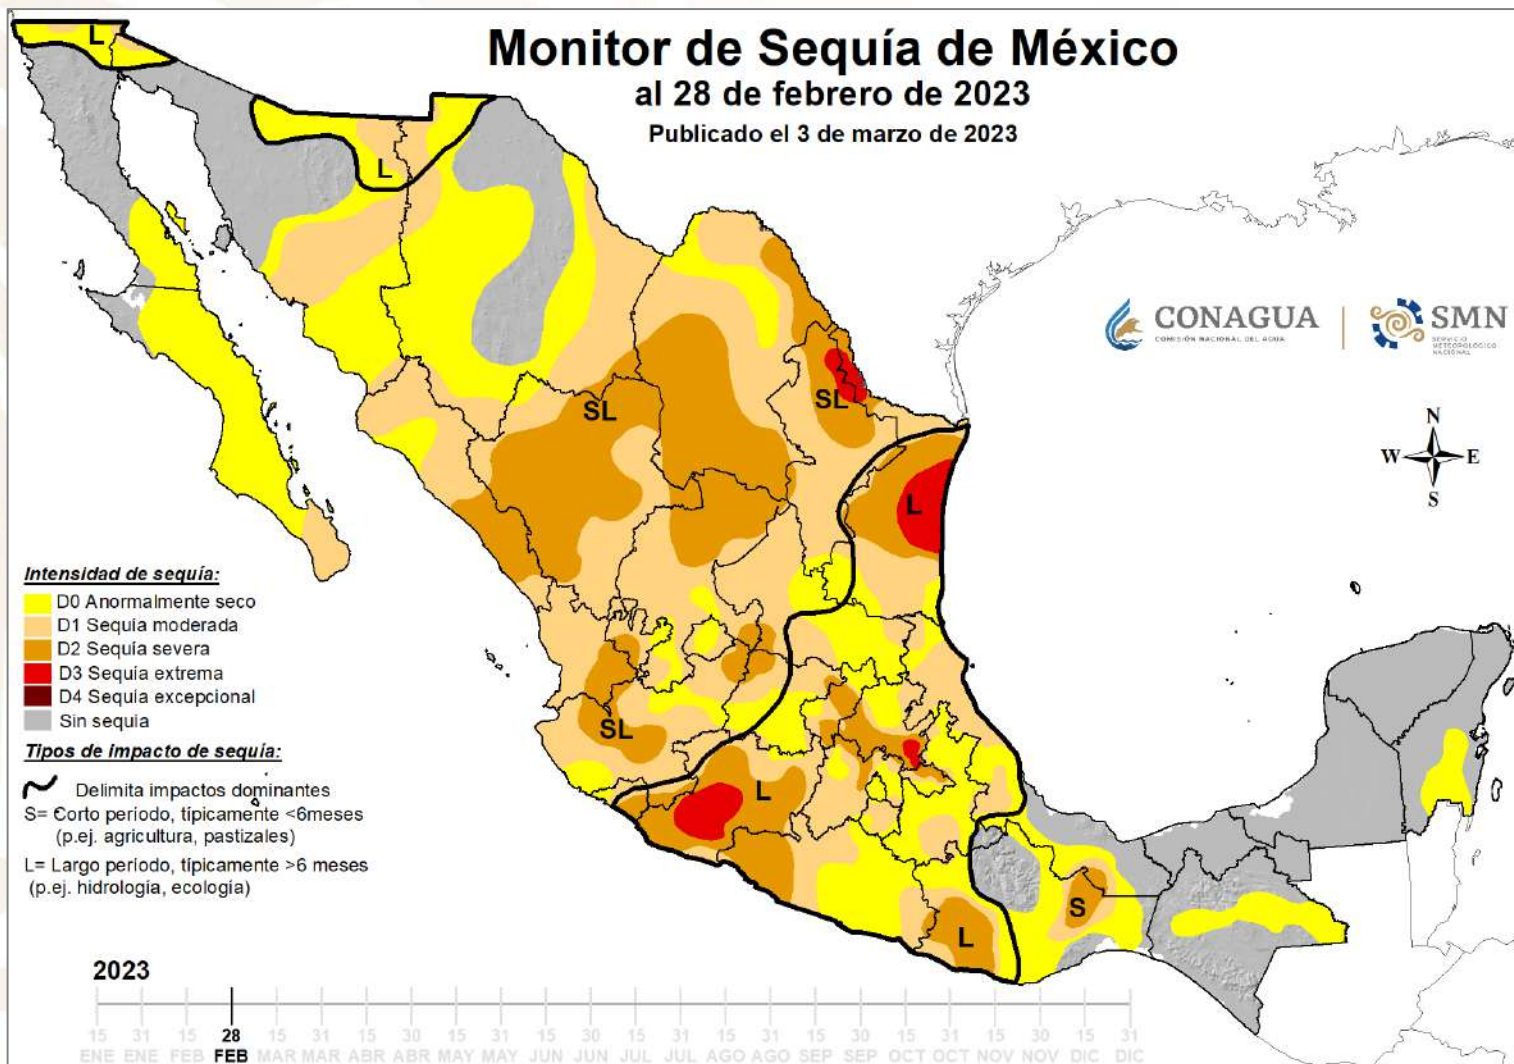 Monitor de Sequía de México
al 28 de febrero de 2023
Publicado el 3 de marzo de 2023
L
L
CONAGUA
COMISIÓN NACIONAL DEL AGUA
SMN
SERVICIO
METEOROLÓGICO
NACIONAL
SL
SL
N
W E
S
L
SL
L
L
S
Intensidad de sequía:
D0 Anormalmente seco
D1 Sequía moderada
D2 Sequía severa
D3 Sequía extrema
D4 Sequía excepcional
Sin sequia
Tipos de impacto de sequía:
Delimita impactos dominantes
S= Corto periodo, típicamente <6meses
(p.ej. agricultura, pastizales)
L= Largo período, típicamente >6 meses
(p.ej. hidrología, ecología)
2023
15 31 15 28 15 31 15 30 15 31 15 30 15 31 15 31 15 30 15 31 15 30 15 31
ENE ENE FEB FEB MAR MAR ABR ABR MAY MAY JUN JUN JUL JUL AGO AGO SEP SEP OCT OCT NOV NOV DIC DIC